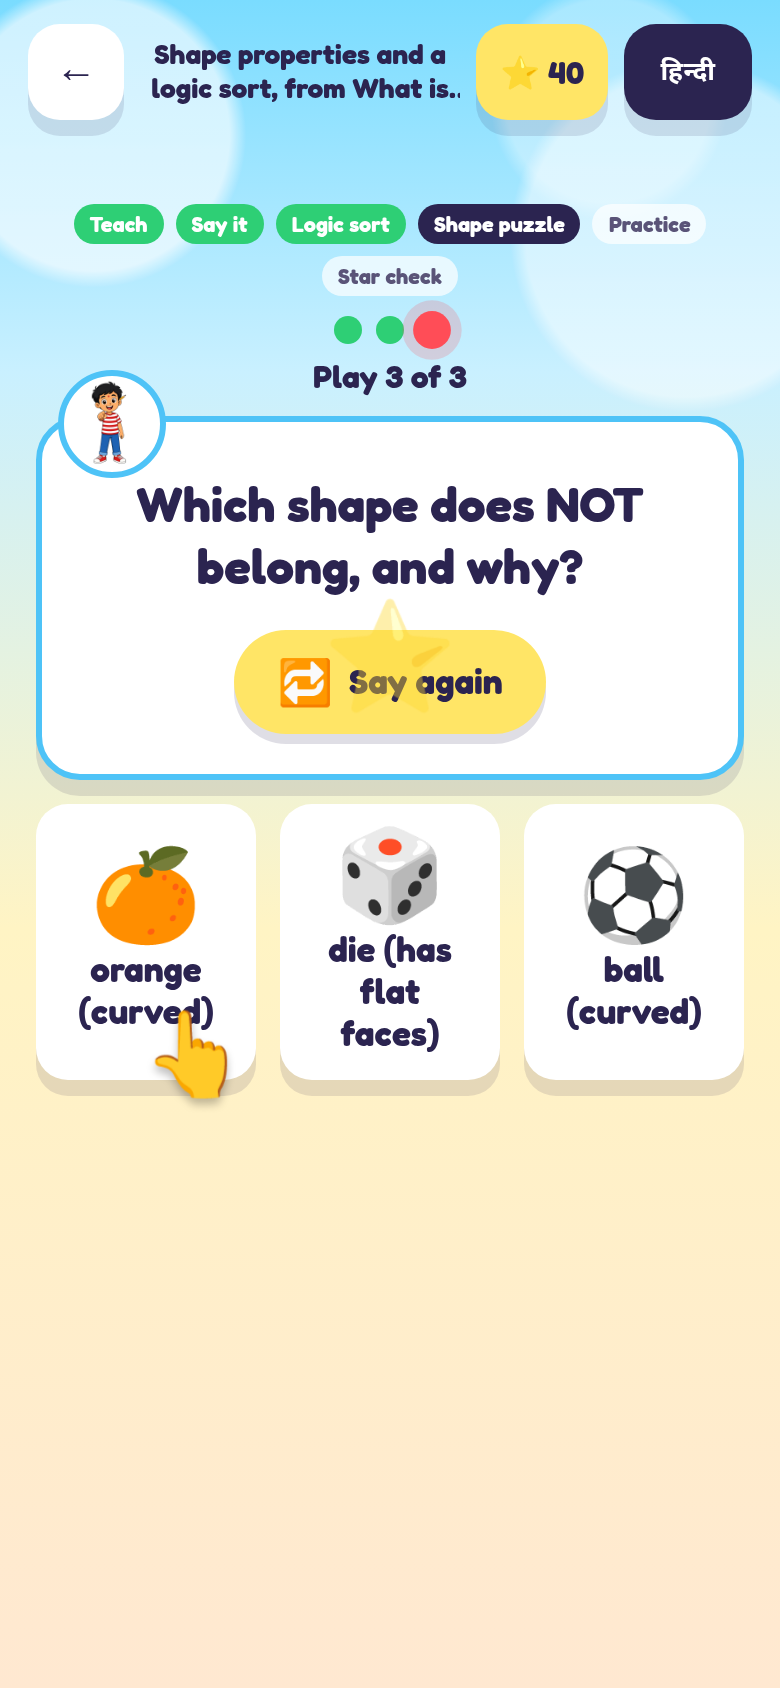 ←
Shape properties and a
logic sort, from What is..
⭐ 40
हिन्दी
Teach
Say it
Logic sort
Shape puzzle
Practice
Star check
Play 3 of 3
Which shape does NOT
belong, and why?
Say again
orange
(curved)
die (has
flat
faces)
ball
(curved)